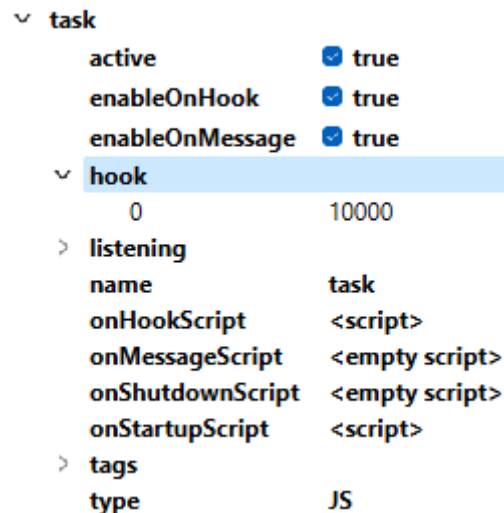 task
active true
enableOnHook true
enableOnMessage true
hook
0 10000
listening
name task
onHookScript <script>
onMessageScript <empty script>
onShutdownScript <empty script>
onStartupScript <script>
tags
type JS